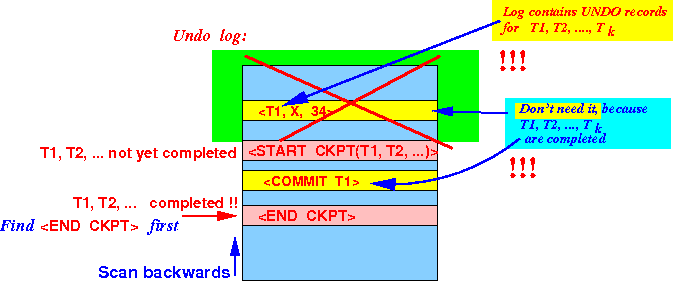 Log contains UNDO records
for T1, T2, ...., T k
Undo log:
!!!
<T1, X, 34>
Don't need it, because
T1, T2, ..., T k
are completed
T1, T2, ... not yet completed
<START CKPT(T1, T2, ...)>
!!!
<COMMIT T1>
T1, T2, ... completed !!
<END CKPT>
Find <END CKPT> first
Scan backwards